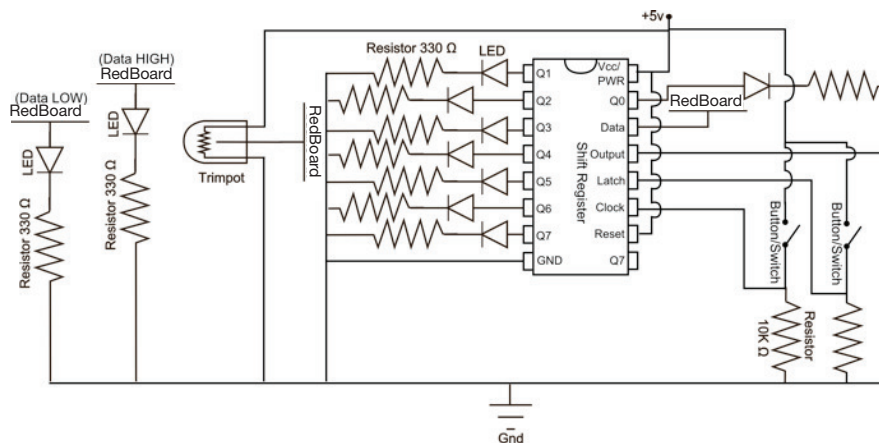 +5v
(Data HIGH)
RedBoard
(Data LOW)
RedBoard
LED
LED
Resistor 330 Ω
Resistor 330 Ω
Trimpot
RedBoard
Resistor 330 Ω
LED
Q1
Q2
Q3
Q4
Q5
Q6
Q7
GND
Shift Register
Vcc/
PWR
Q0
Data
Output
Latch
Clock
Reset
Q7
RedBoard
Button/Switch
Button/Switch
Resistor
10K Ω
Gnd